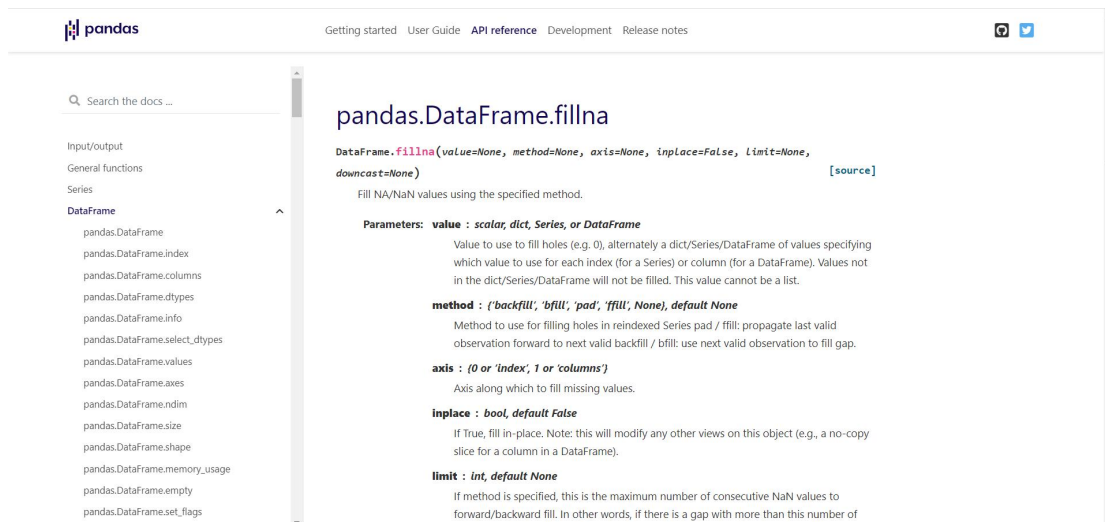 pandas
Getting started User Guide API reference Development Release notes
Search the docs ...
Input/output
General functions
Series
DataFrame
pandas.DataFrame
pandas.DataFrame.index
pandas.DataFrame.columns
pandas.DataFrame.dtypes
pandas.DataFrame.info
pandas.DataFrame.select_dtypes
pandas.DataFrame.values
pandas.DataFrame.axes
pandas.DataFrame.ndim
pandas.DataFrame.size
pandas.DataFrame.shape
pandas.DataFrame.memory_usage
pandas.DataFrame.empty
pandas.DataFrame.set_flags
pandas.DataFrame.fillna
DataFrame.fillna(value=None, method=None, axis=None, inplace=False, limit=None,
downcast=None) [source]
Fill NA/NaN values using the specified method.
Parameters: value : scalar, dict, Series, or DataFrame
Value to use to fill holes (e.g. 0), alternately a dict/Series/DataFrame of values specifying
which value to use for each index (for a Series) or column (for a DataFrame). Values not
in the dict/Series/DataFrame will not be filled. This value cannot be a list.
method : {‘backfill’, ‘bfill’, ‘pad’, ‘ffill’, None}, default None
Method to use for filling holes in reindexed Series pad / ffill: propagate last valid
observation forward to next valid backfill / bfill: use next valid observation to fill gap.
axis : {0 or ‘index’, 1 or ‘columns’}
Axis along which to fill missing values.
inplace : bool, default False
If True, fill in-place. Note: this will modify any other views on this object (e.g., a no-copy
slice for a column in a DataFrame).
limit : int, default None
If method is specified, this is the maximum number of consecutive NaN values to
forward/backward fill. In other words, if there is a gap with more than this number of